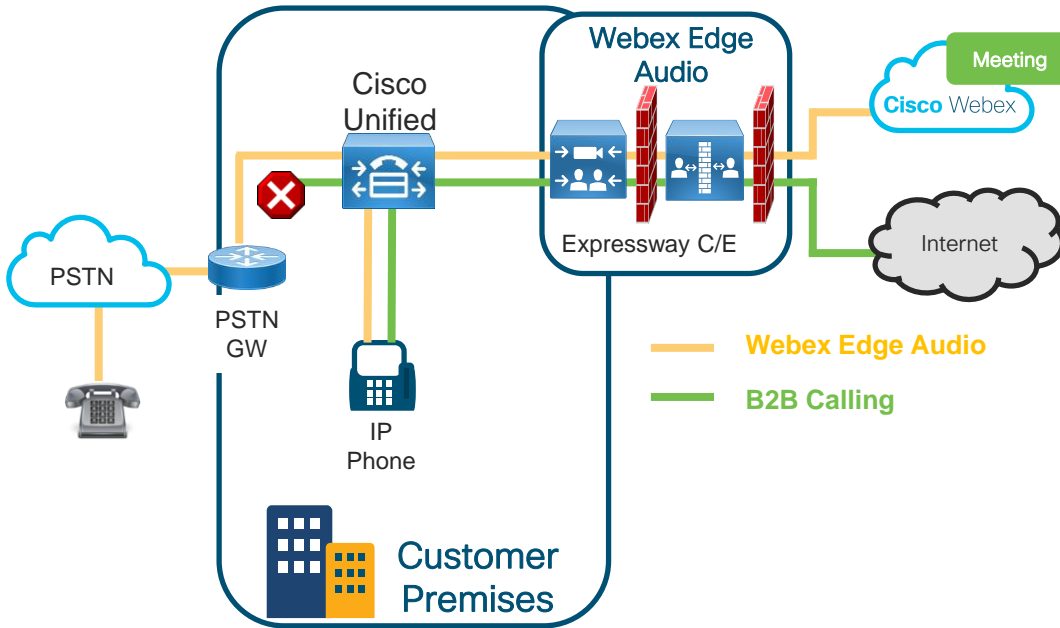 Webex Edge
Audio
Meeting
Cisco Webex
Cisco
Unified
Expressway C/E
Internet
PSTN
PSTN
GW
IP
Phone
Webex Edge Audio
B2B Calling
Customer
Premises